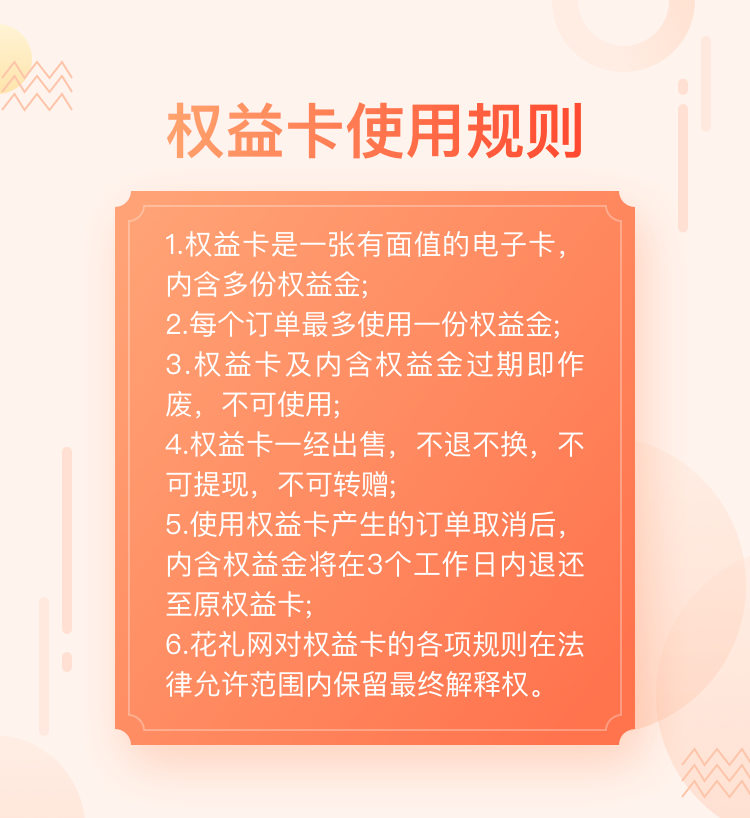 权益卡使用规则
1.权益卡是一张有面值的电子卡，
内含多份权益金;
2.每个订单最多使用一份权益金;
3.权益卡及内含权益金过期即作
废，不可使用;
4.权益卡一经出售，不退不换，不
可提现，不可转赠;
5.使用权益卡产生的订单取消后，
内含权益金将在3个工作日内退还
至原权益卡;
6.花礼网对权益卡的各项规则在法
律允许范围内保留最终解释权。